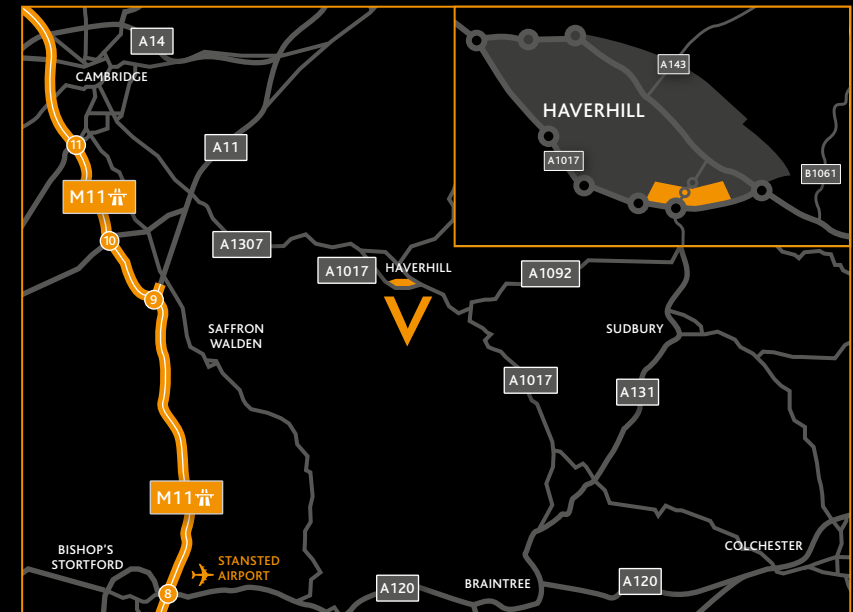 A14
CAMBRIDGE
A143
HAVERHILL
11
A11
A1017
B1061
M11
10
A1307
A1017
HAVERHILL
A1092
9
SAFFRON
WALDEN
SUDBURY
A1017
A131
M11
BISHOP'S
STORTFORD
STANSTED
AIRPORT
COLCHESTER
8
A120
BRAINTREE
A120